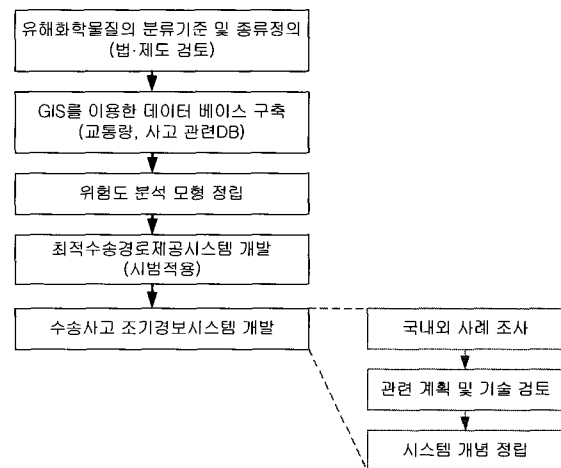 유해화학물질의 분류기준 및 종류정의
(법·제도 검토)
GIS를 이용한 데이터 베이스 구축
(교통량, 사고 관련DB)
위험도 분석 모형 정립
최적수송경로제공시스템 개발
(시범적용)
수송사고 조기경보시스템 개발
국내외 사례 조사
관련 계획 및 기술 검토
시스템 개념 정립